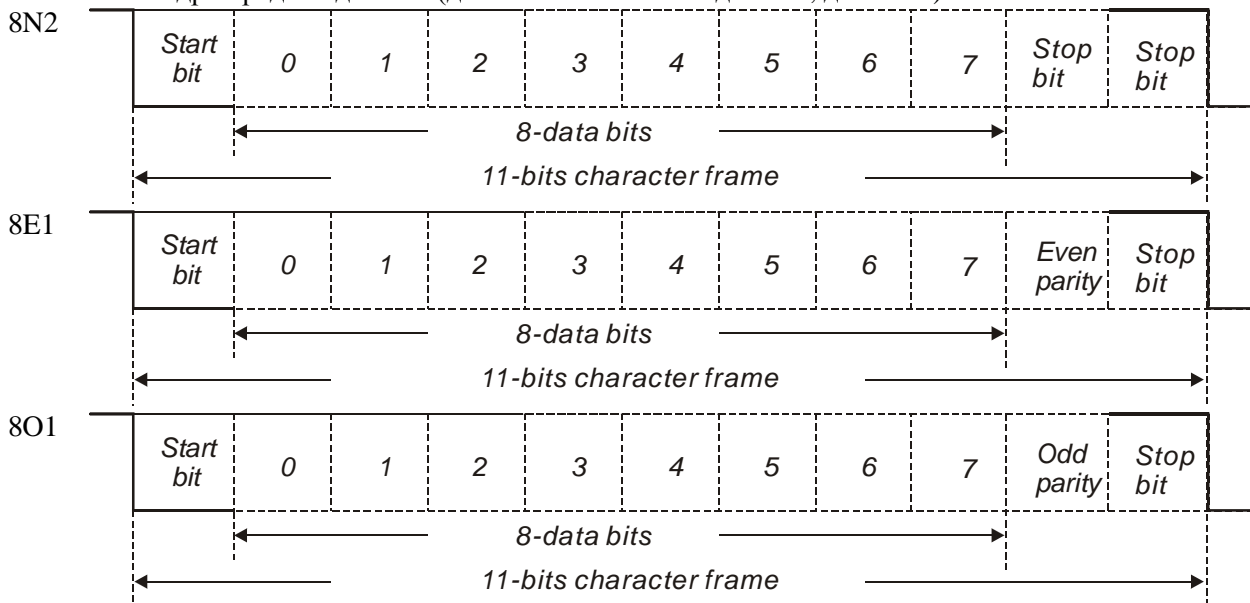 8N2
Start bit 0 1 2 3 4 5 6 7 Stop bit Stop bit
8-data bits
11-bits character frame
8E1
Start bit 0 1 2 3 4 5 6 7 Even parity Stop bit
8-data bits
11-bits character frame
8O1
Start bit 0 1 2 3 4 5 6 7 Odd parity Stop bit
8-data bits
11-bits character frame